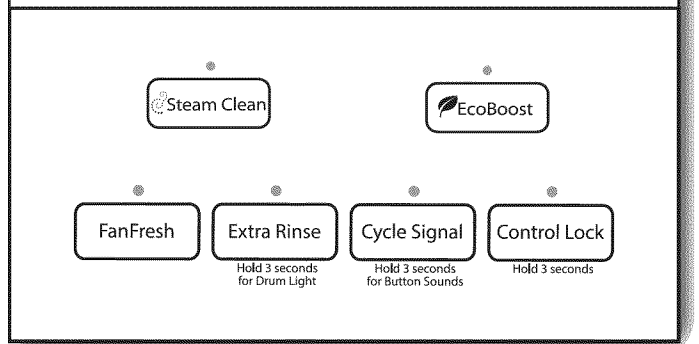 Steam Clean
EcoBoost
FanFresh
Extra Rinse
Hold 3 seconds
for Drum Light
Cycle Signal
Hold 3 seconds
for Button Sounds
Control Lock
Hold 3 seconds